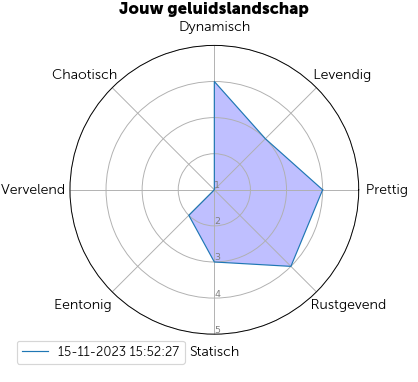 Jouw geluidslandschap
Dynamisch
Chaotisch
Levendig
Vervelend
Prettig
1
2
3
4
5
Eentonig
Rustgevend
15-11-2023 15:52:27
Statisch